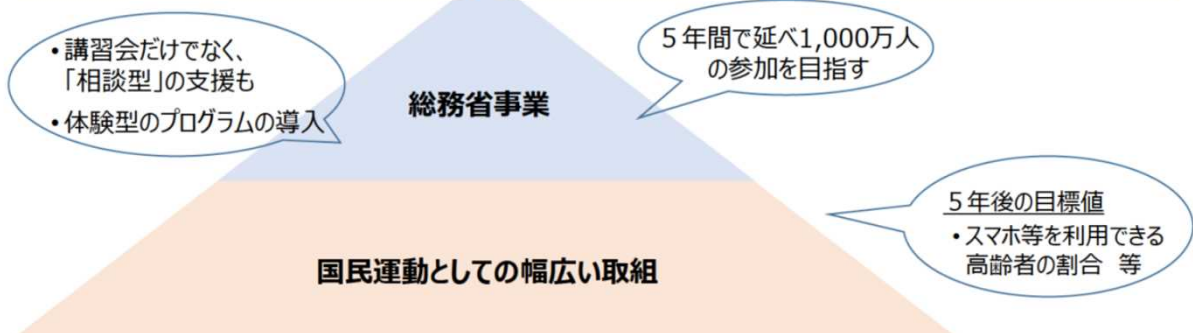 ・講習会だけでなく、
「相談型」の支援も
・体験型のプログラムの導入
5年間で延べ1,000万人
の参加を目指す
総務省事業
5年後の目標値
・スマホ等を利用できる
高齢者の割合 等
国民運動としての幅広い取組